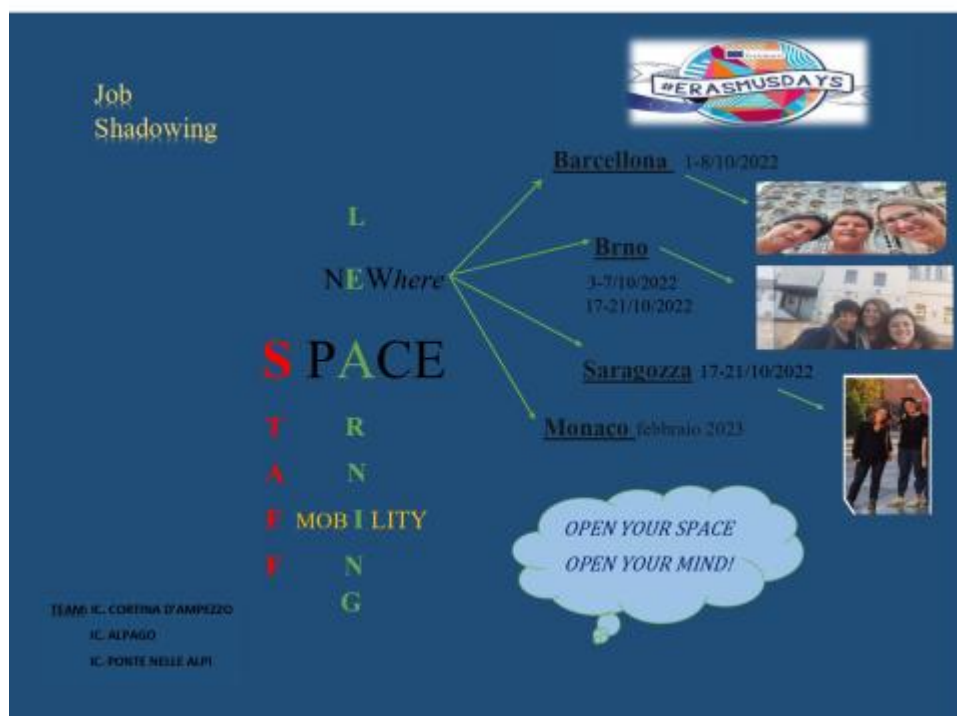 Job
Shadowing
#ERASMUSDAYS
Barcellona 1-8/10/2022
Brno
3-7/10/2022
17-21/10/2022
Saragozza 17-21/10/2022
Monaco febbraio 2023
NEWhere
SPACE
STAFF
LEARNING
MOBILITY
OPEN YOUR SPACE
OPEN YOUR MIND!
TEAM: IC. CORTINA D'AMPEZZO
IC. ALPAGO
IC. PONTE NELLE ALPI